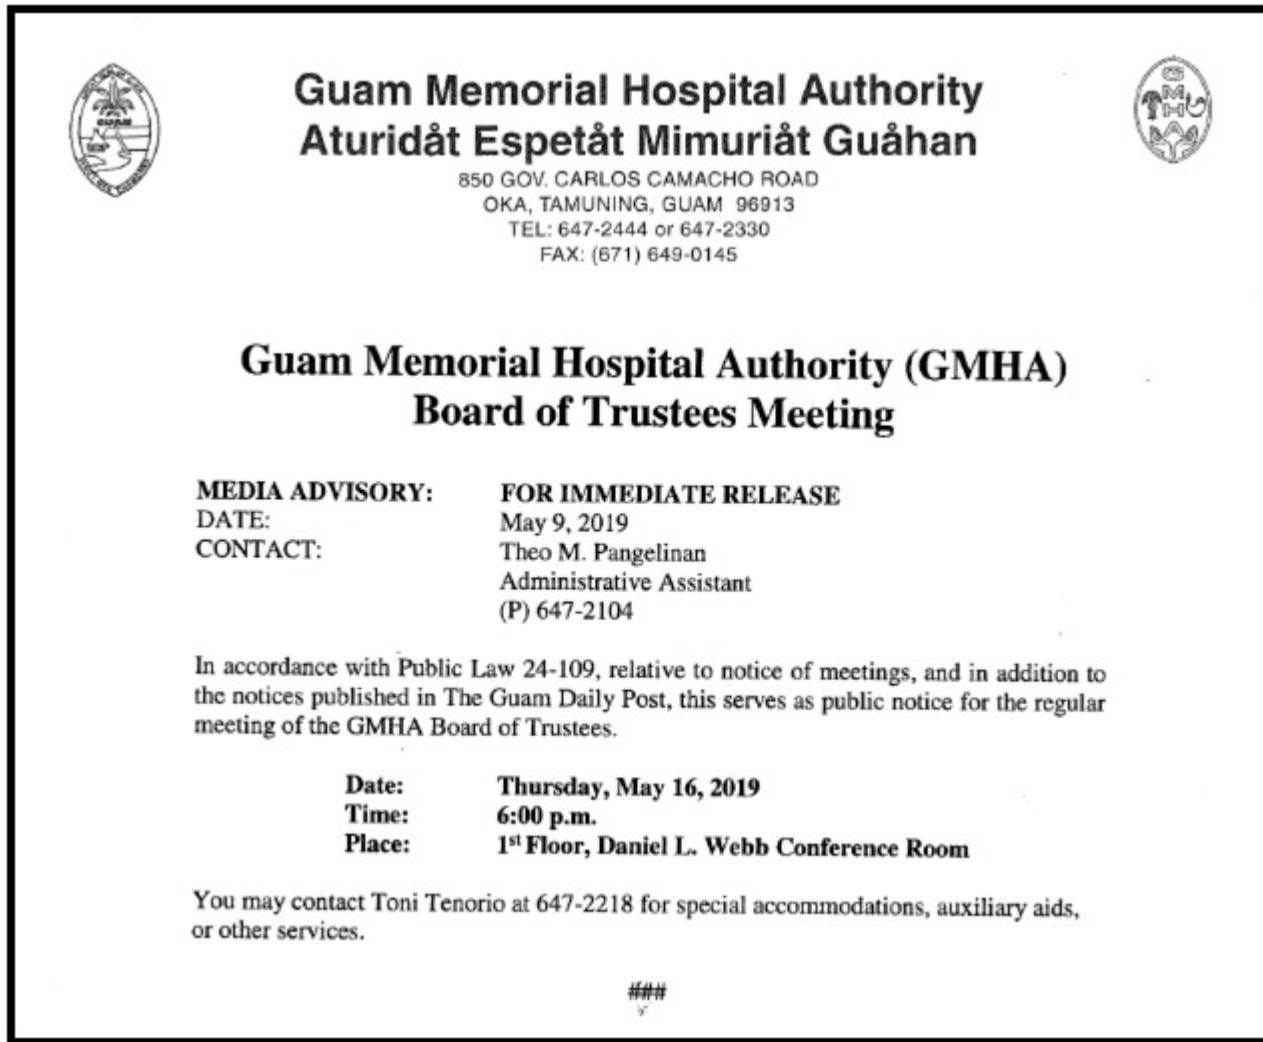 Guam Memorial Hospital Authority
Aturidåt Espetåt Mimuriåt Guåhan
850 GOV. CARLOS CAMACHO ROAD
OKA, TAMUNING, GUAM 96913
TEL: 647-2444 or 647-2330
FAX: (671) 649-0145
GUAM
GMH
Guam Memorial Hospital Authority (GMHA)
Board of Trustees Meeting
MEDIA ADVISORY: FOR IMMEDIATE RELEASE
DATE: May 9, 2019
CONTACT: Theo M. Pangelinan
Administrative Assistant
(P) 647-2104
In accordance with Public Law 24-109, relative to notice of meetings, and in addition to
the notices published in The Guam Daily Post, this serves as public notice for the regular
meeting of the GMHA Board of Trustees.
Date: Thursday, May 16, 2019
Time: 6:00 p.m.
Place: 1st Floor, Daniel L. Webb Conference Room
You may contact Toni Tenorio at 647-2218 for special accommodations, auxiliary aids,
or other services.
###